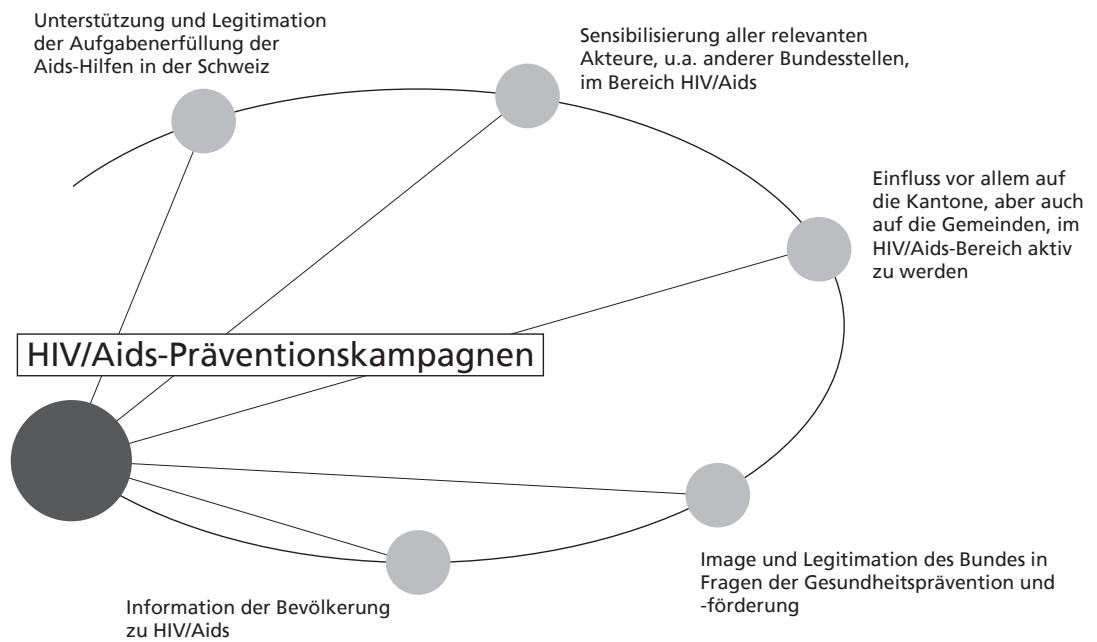 Unterstützung und Legitimation
der Aufgabenerfüllung der
Aids-Hilfen in der Schweiz
Sensibilisierung aller relevanten
Akteure, u.a. anderer Bundesstellen,
im Bereich HIV/Aids
Einfluss vor allem auf
die Kantone, aber auch
auf die Gemeinden, im
HIV/Aids-Bereich aktiv
zu werden
HIV/Aids-Präventionskampagnen
Image und Legitimation des Bundes in
Fragen der Gesundheitsprävention und
-förderung
Information der Bevölkerung
zu HIV/Aids